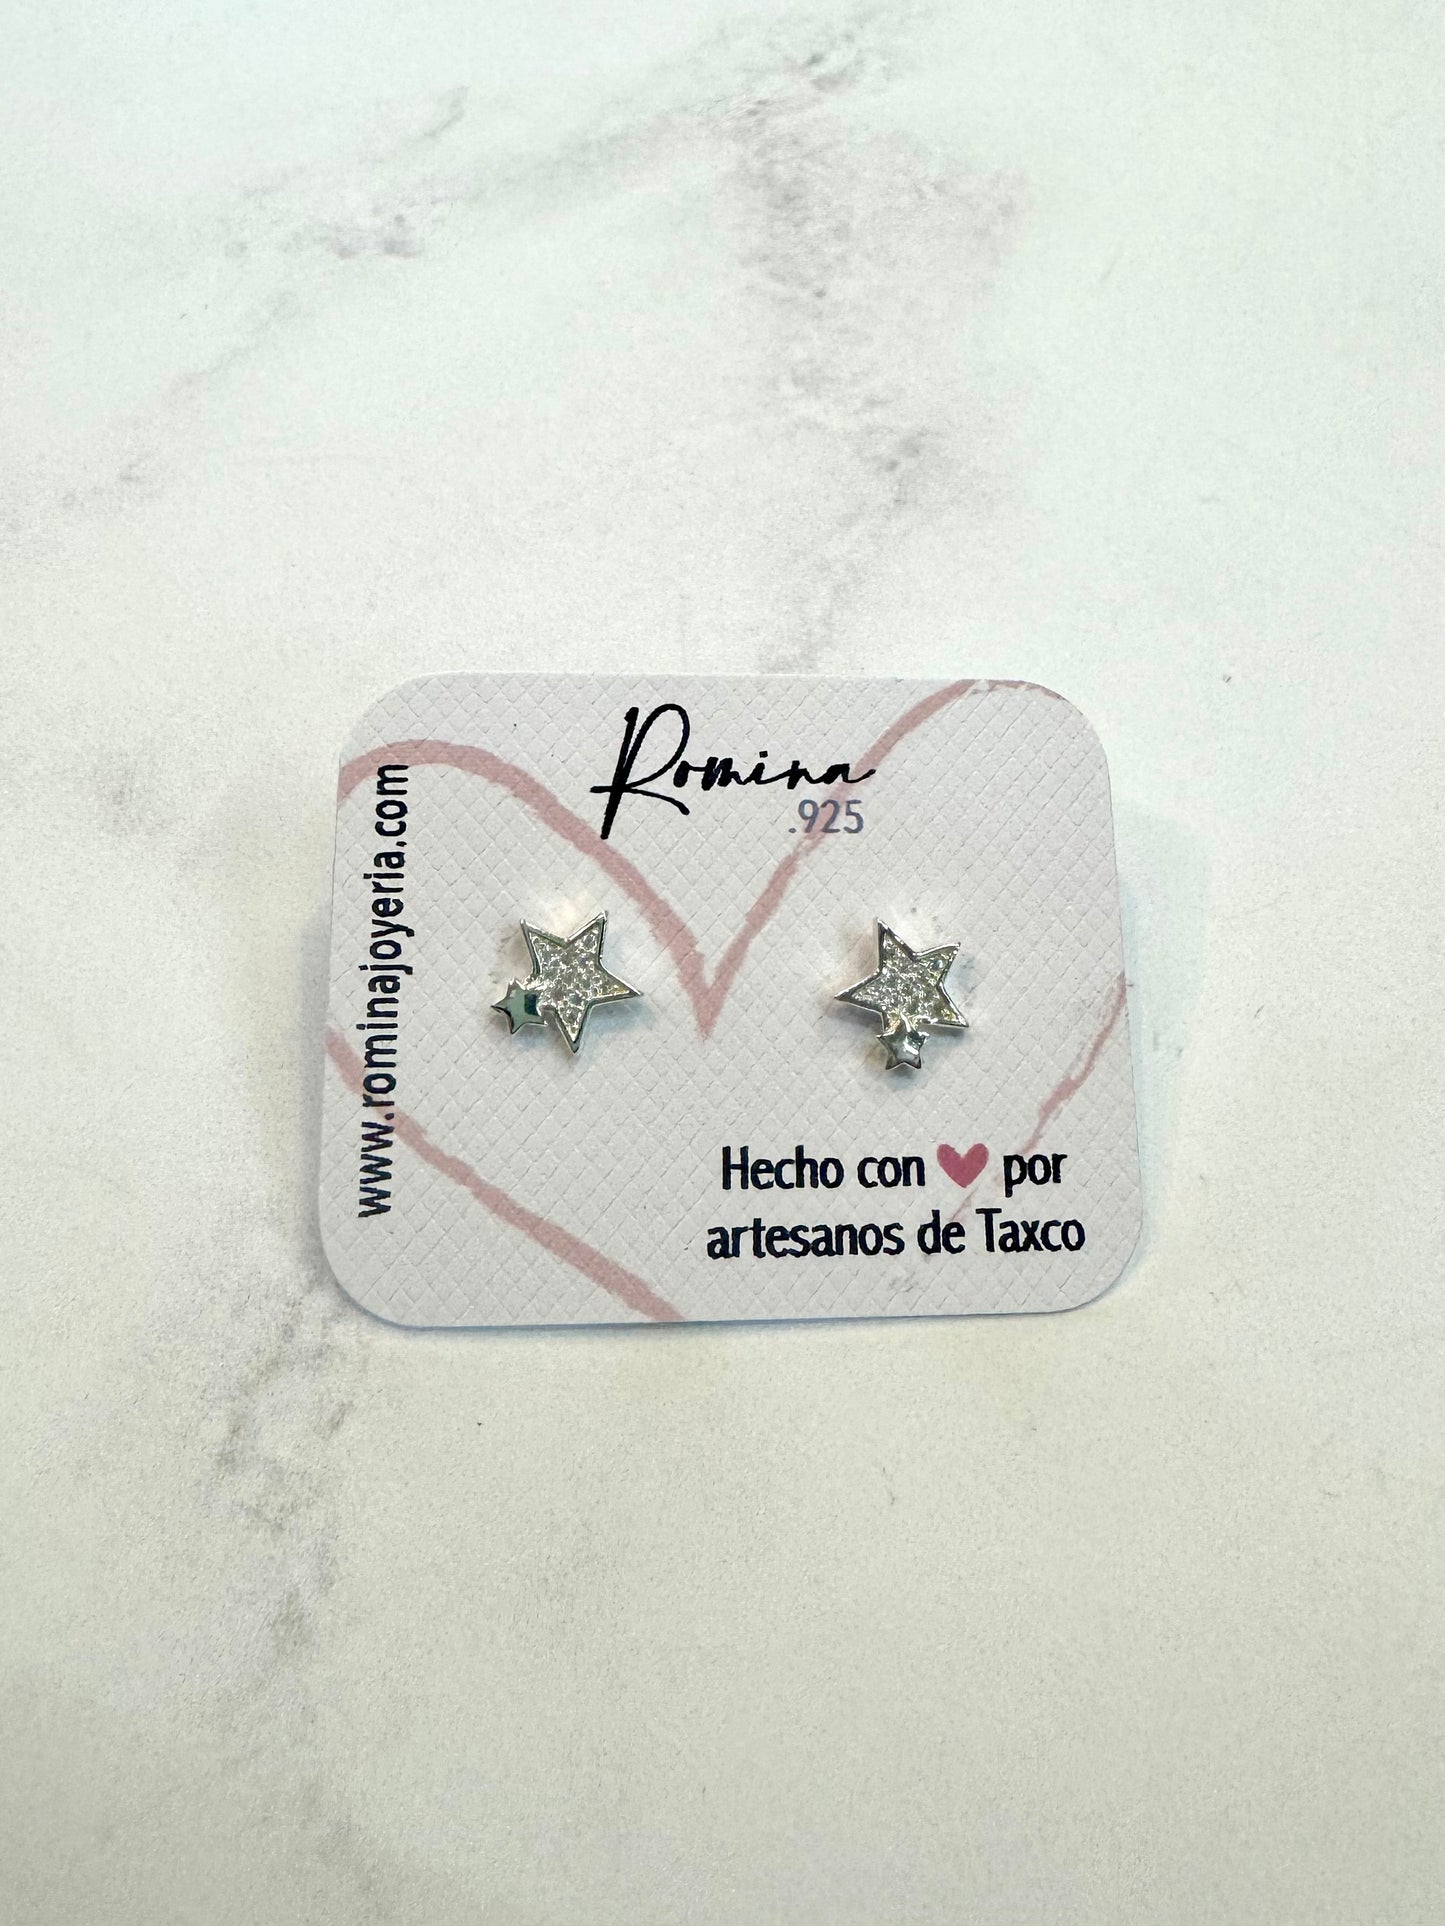 Romina
.925
www.rominajoyeria.com
Hecho con ❤ por
artesanos de Taxco